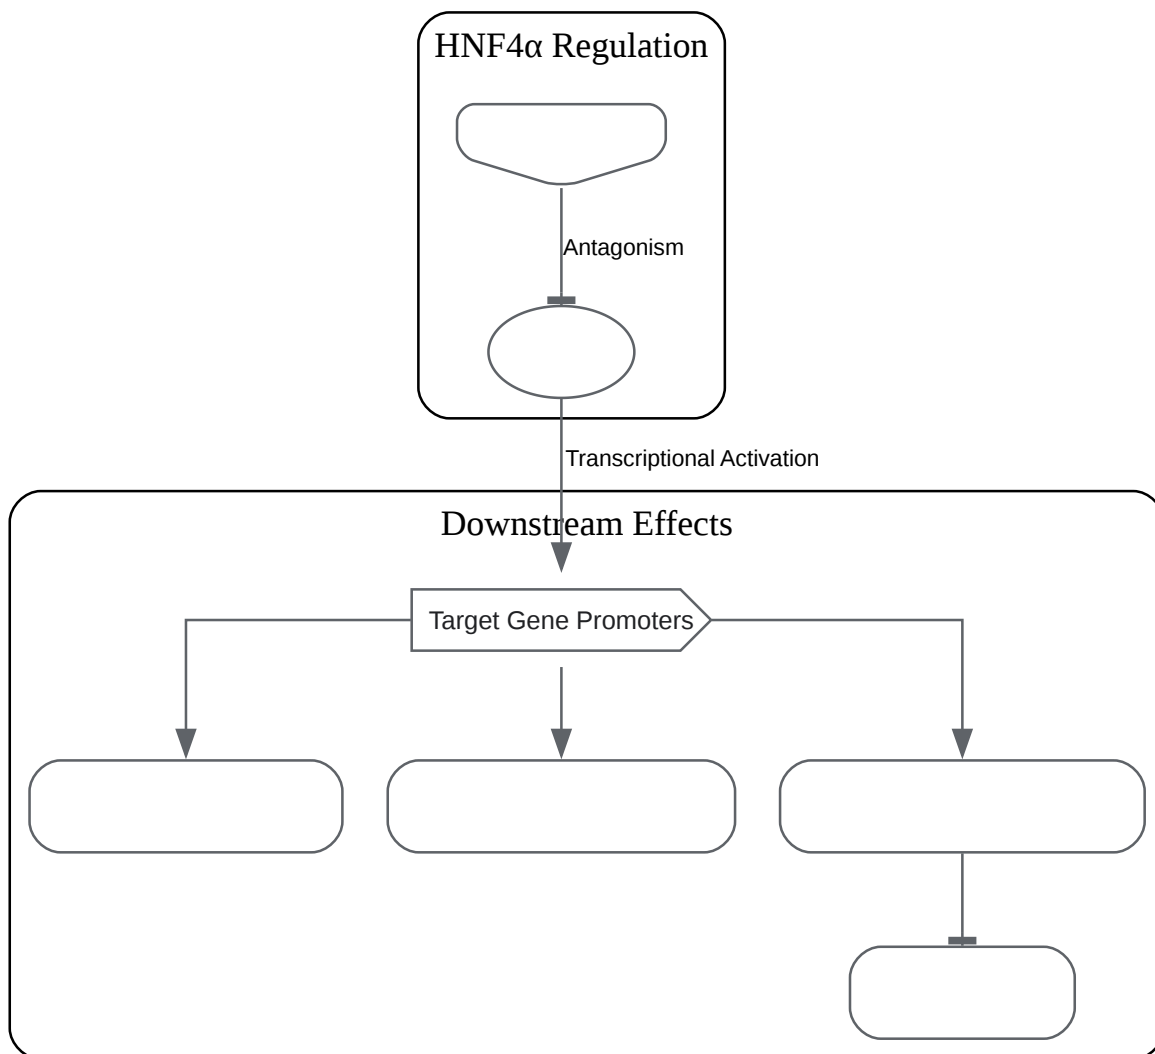 HNF4α Regulation
Antagonism
Transcriptional Activation
Downstream Effects
Target Gene Promoters